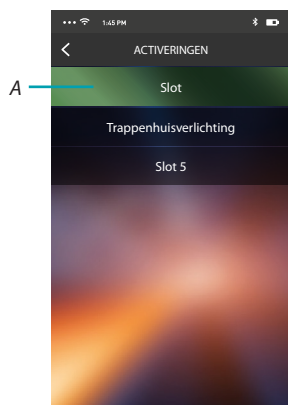 1:45 PM
ACTIVERINGEN
A
Slot
Trappenhuisverlichting
Slot 5